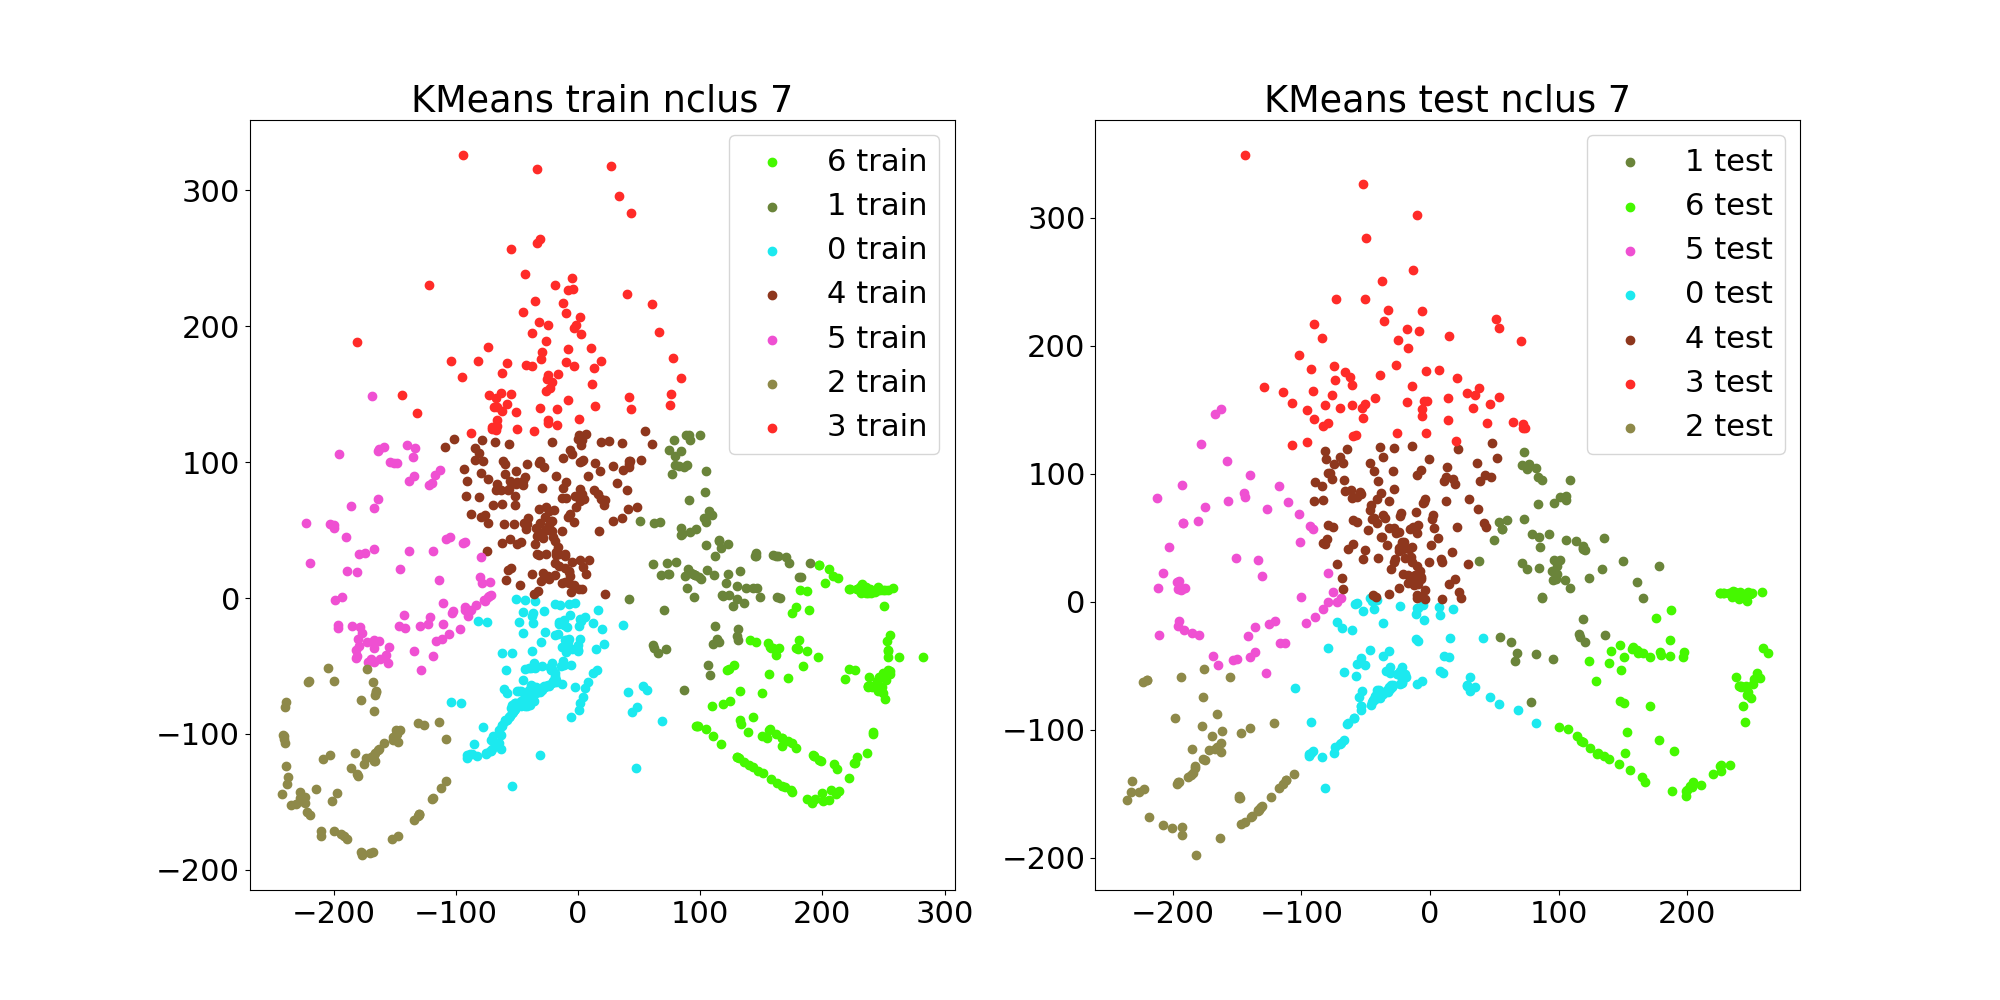 KMeans train nclus 7
6 train
1 train
0 train
4 train
5 train
2 train
3 train
300
200
100
0
−100
−200
−200 −100 0 100 200 300
KMeans test nclus 7
1 test
6 test
5 test
0 test
4 test
3 test
2 test
300
200
100
0
−100
−200
−200 −100 0 100 200